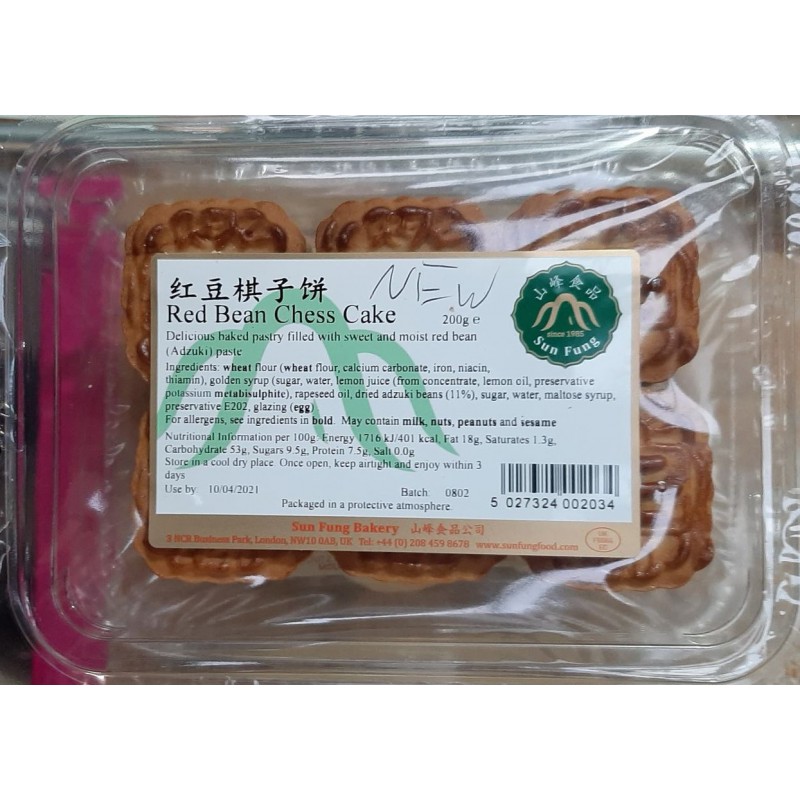 红豆棋子饼
NEW
Red Bean Chess Cake
200g e
山峰食品
since 1985
Sun Fung
Delicious baked pastry filled with sweet and moist red bean
(Adzuki) paste
Ingredients: wheat flour (wheat flour, calcium carbonate, iron, niacin,
thiamn), golden syrup (sugar, water, lemon juice (from concentrate, lemon oil, preservative
potassium metabisulphite), rapeseed oil, dried adzuki beans (11%), sugar, water, maltose syrup,
preservative E202, glazing (egg)
For allergens, see ingredients in bold. May contain milk, nuts, peanuts and sesame
Nutritional Information per 100g: Energy 1716 kJ/401 kcal, Fat 18g, Saturates 1.3g,
Carbohydrate 53g, Sugars 9.5g, Protein 7.5g, Salt 0.0g
Store in a cool dry place. Once open, keep airtight and enjoy within 3
days
Use by: 10/04/2021
Batch: 0802
Packaged in a protective atmosphere.
5 027324 002034
Sun Fung Bakery 山峰食品公司
3 HCR Business Park, London, NW10 0AB, UK Tel: +44 (0) 208 459 8678 www.sunfungfood.com